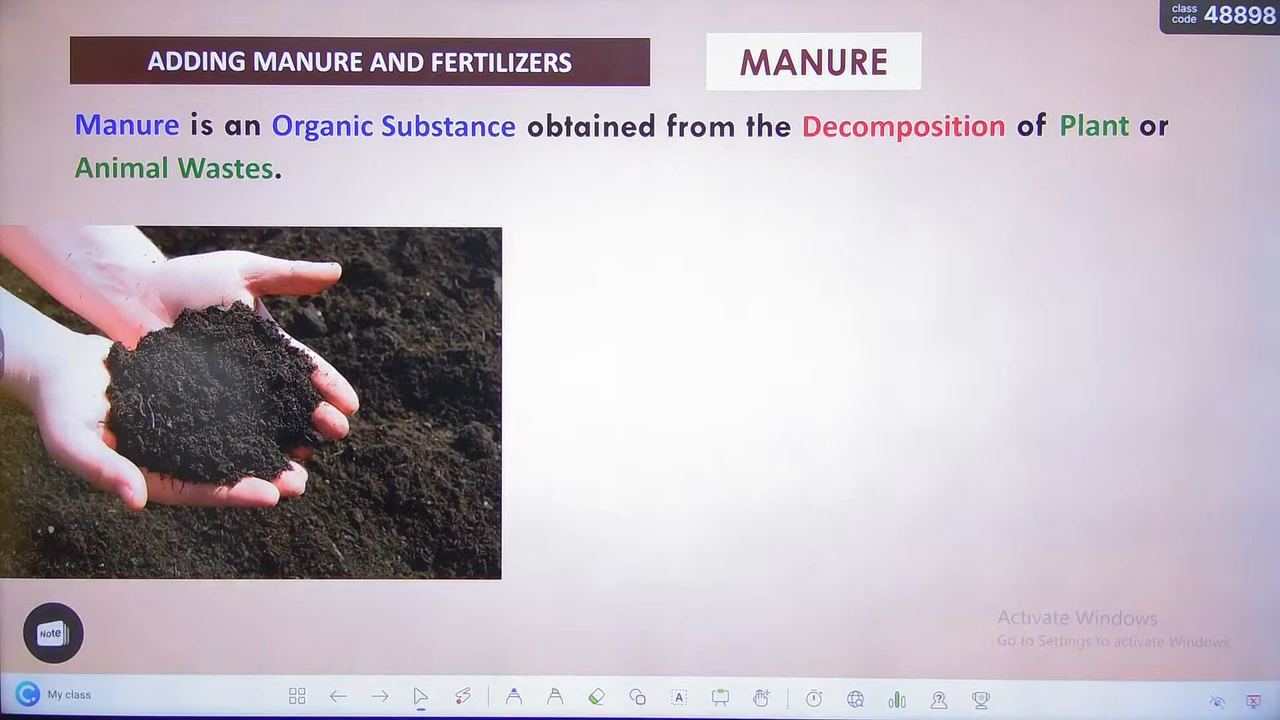 class
code 48898
ADDING MANURE AND FERTILIZERS
MANURE
Manure is an Organic Substance obtained from the Decomposition of Plant or
Animal Wastes.
Note
Activate Windows
Go to Settings to activate Windows.
My class
A